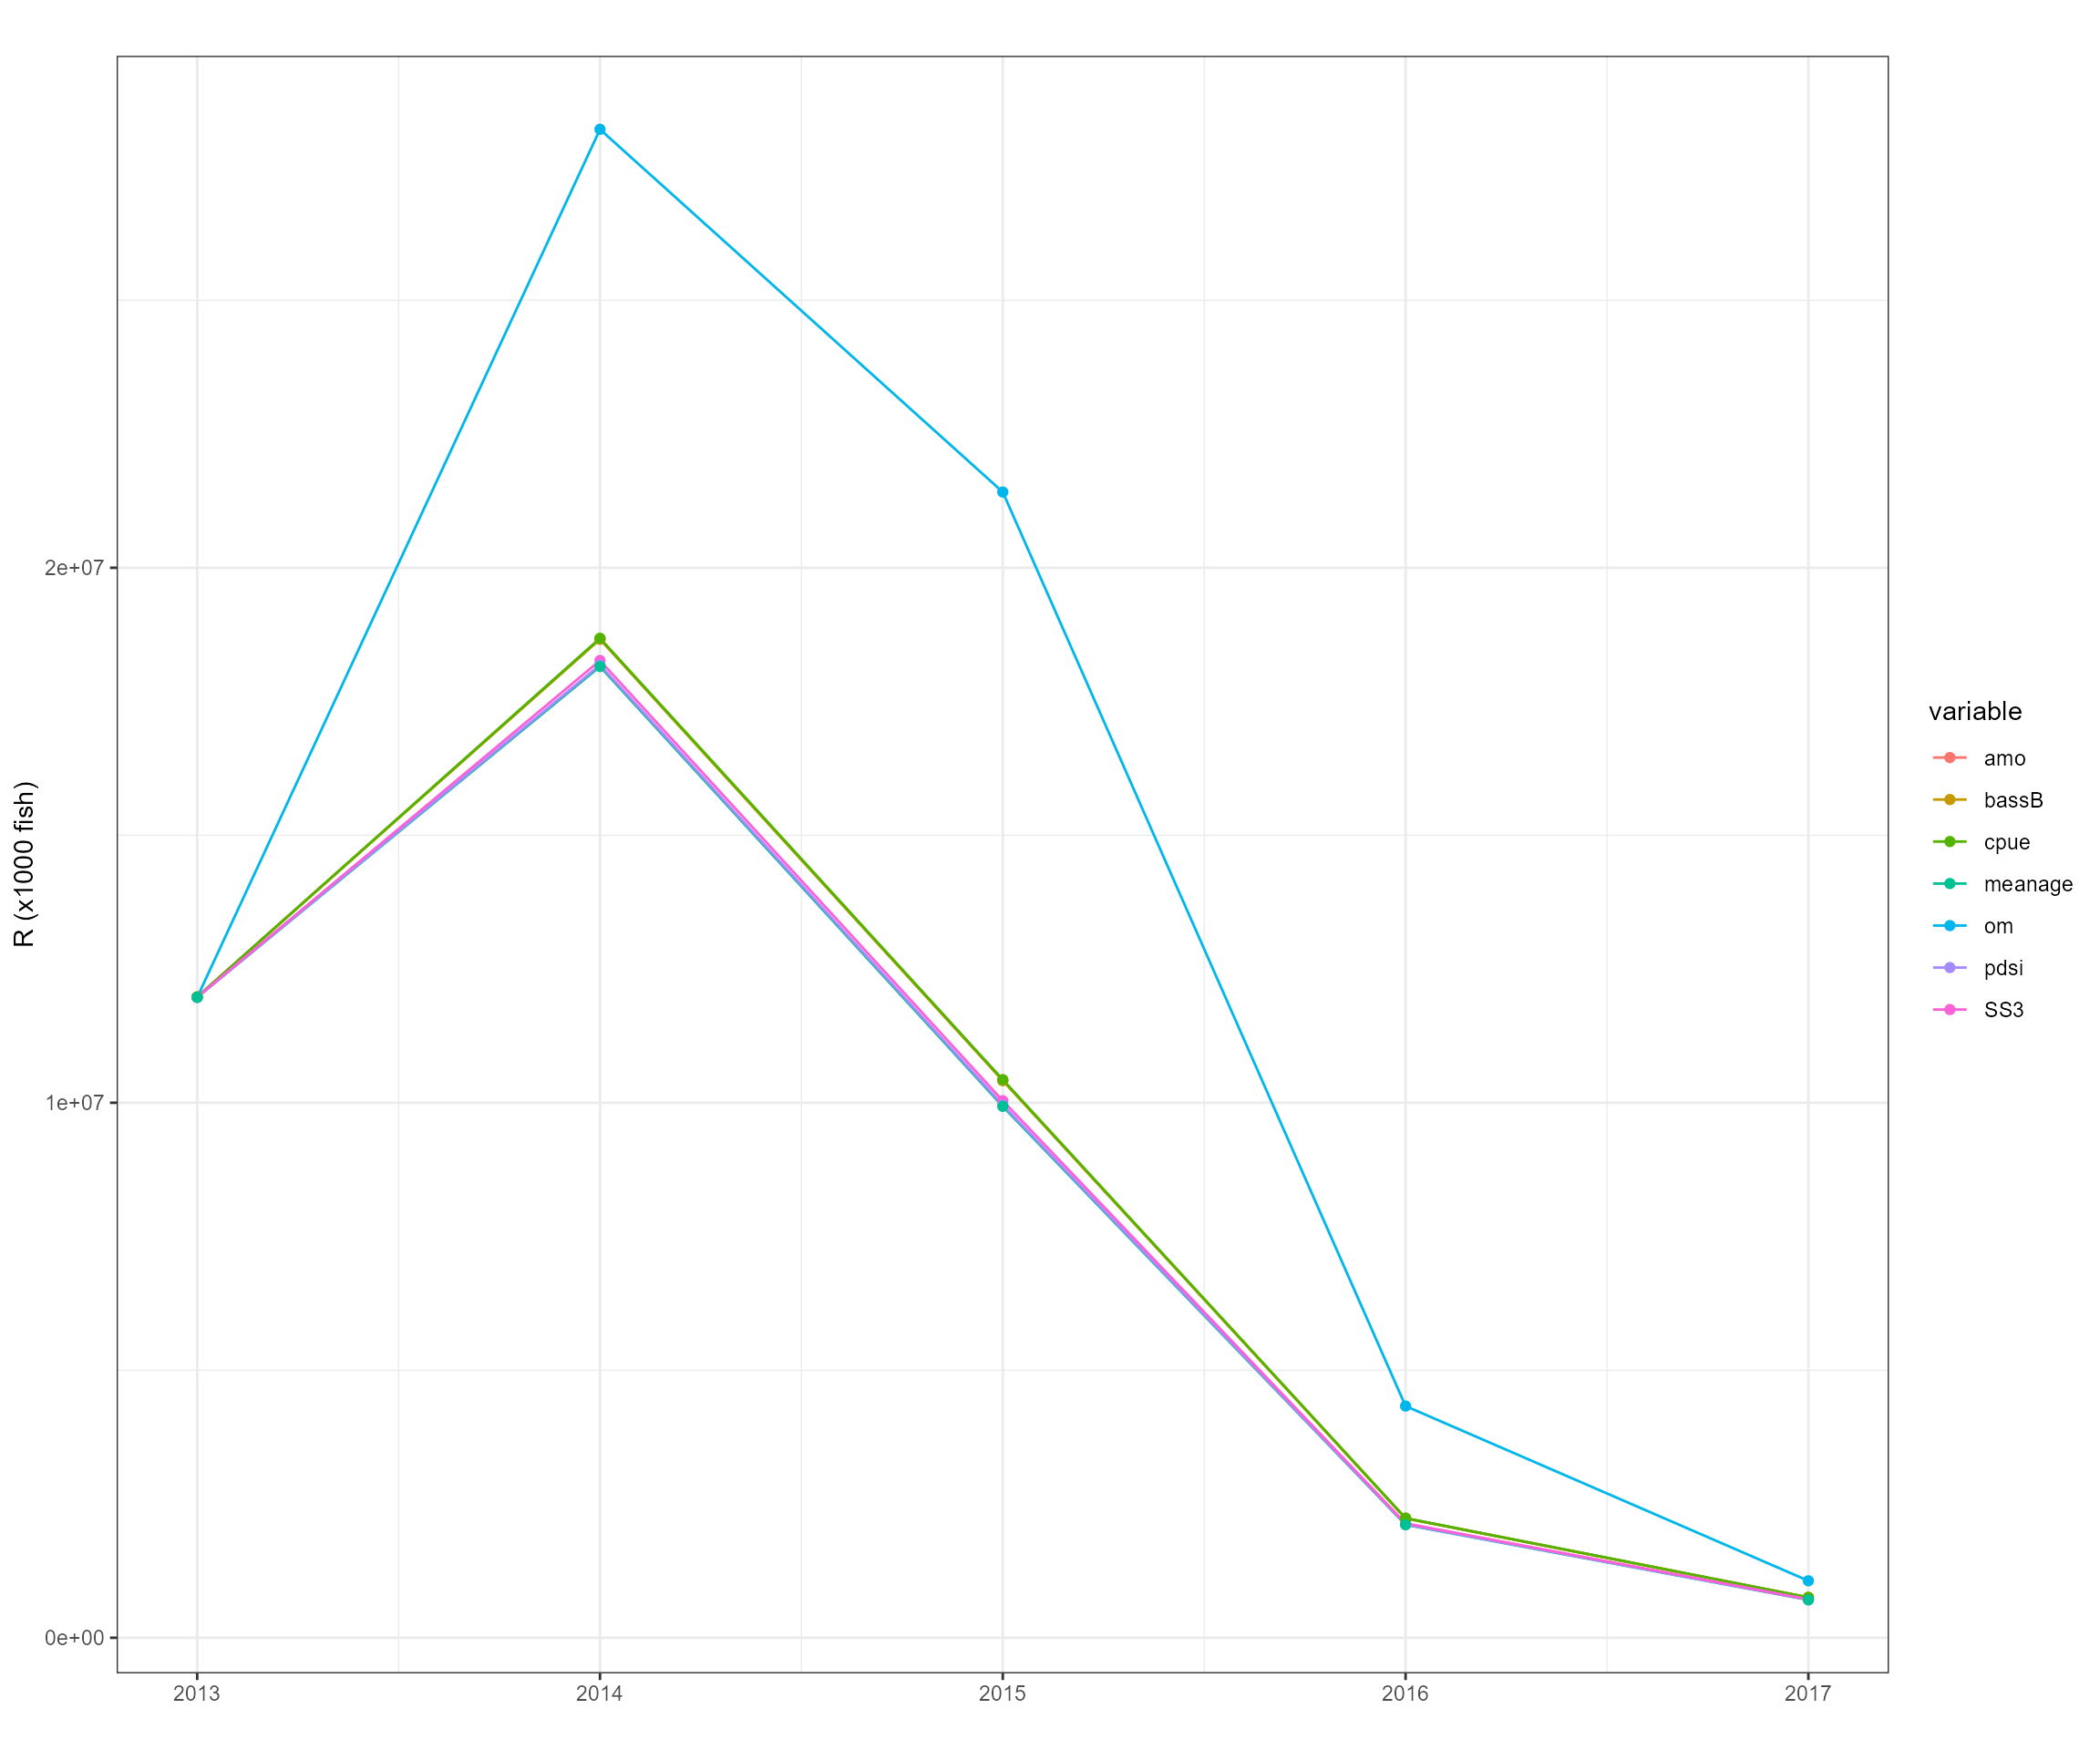 R (x1000 fish)
2e+07
1e+07
0e+00
2013 2014 2015 2016 2017
variable
amo
bassB
cpue
meanage
om
pdsi
SS3